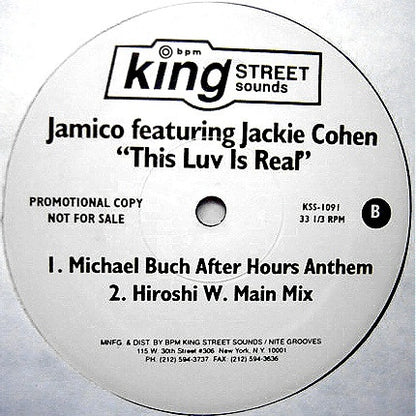 bpm
king STREET
sounds
Jamico featuring Jackie Cohen
"This Luv Is Real"
PROMOTIONAL COPY
NOT FOR SALE
KSS-1091
33 1/3 RPM
B
1. Michael Buch After Hours Anthem
2. Hiroshi W. Main Mix
MNFG. & DIST. BY BPM KING STREET SOUNDS / NITE GROOVES
115 W. 30th Street #306 New York, N.Y. 10001
PH: (212) 594-3737 FAX: (212) 594-3636